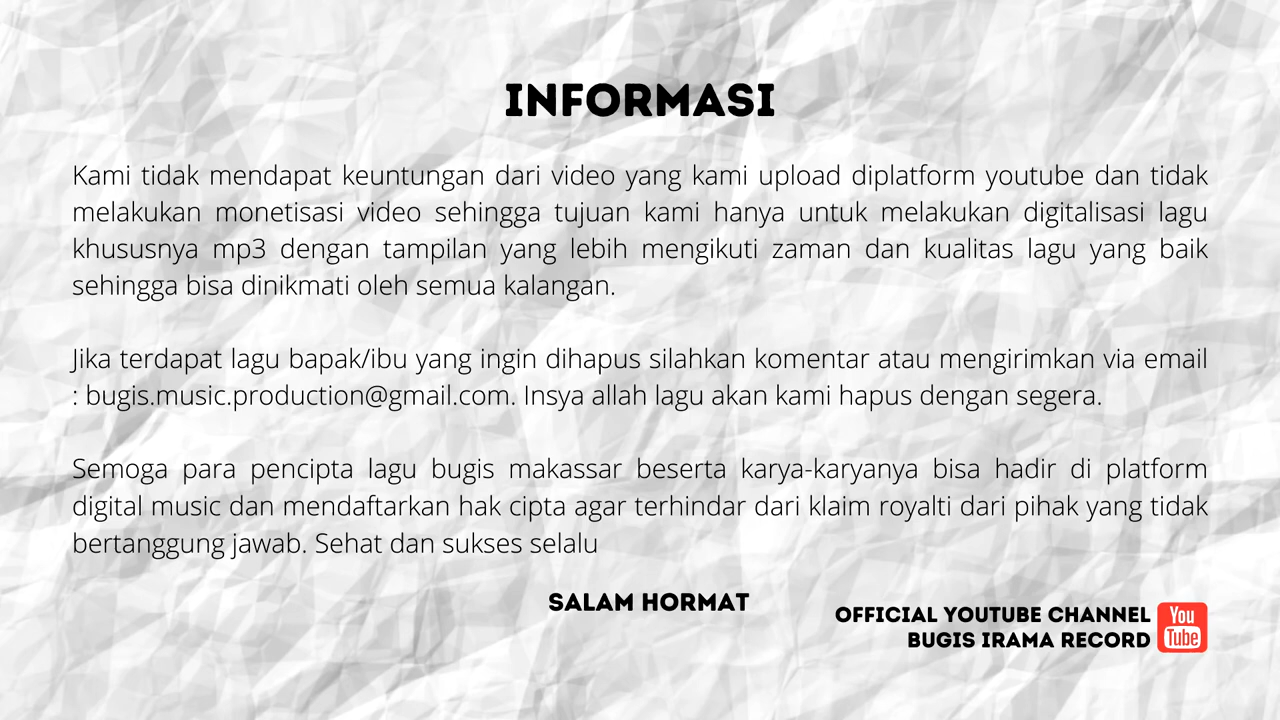 INFORMASI
Kami tidak mendapat keuntungan dari video yang kami upload diplatform youtube dan tidak
melakukan monetisasi video sehingga tujuan kami hanya untuk melakukan digitalisasi lagu
khususnya mp3 dengan tampilan yang lebih mengikuti zaman dan kualitas lagu yang baik
sehingga bisa dinikmati oleh semua kalangan.
Jika terdapat lagu bapak/ibu yang ingin dihapus silahkan komentar atau mengirimkan via email
: bugis.music.production@gmail.com. Insya allah lagu akan kami hapus dengan segera.
Semoga para pencipta lagu bugis makassar beserta karya-karyanya bisa hadir di platform
digital music dan mendaftarkan hak cipta agar terhindar dari klaim royalti dari pihak yang tidak
bertanggung jawab. Sehat dan sukses selalu
SALAM HORMAT
OFFICIAL YOUTUBE CHANNEL
BUGIS IRAMA RECORD
You
Tube